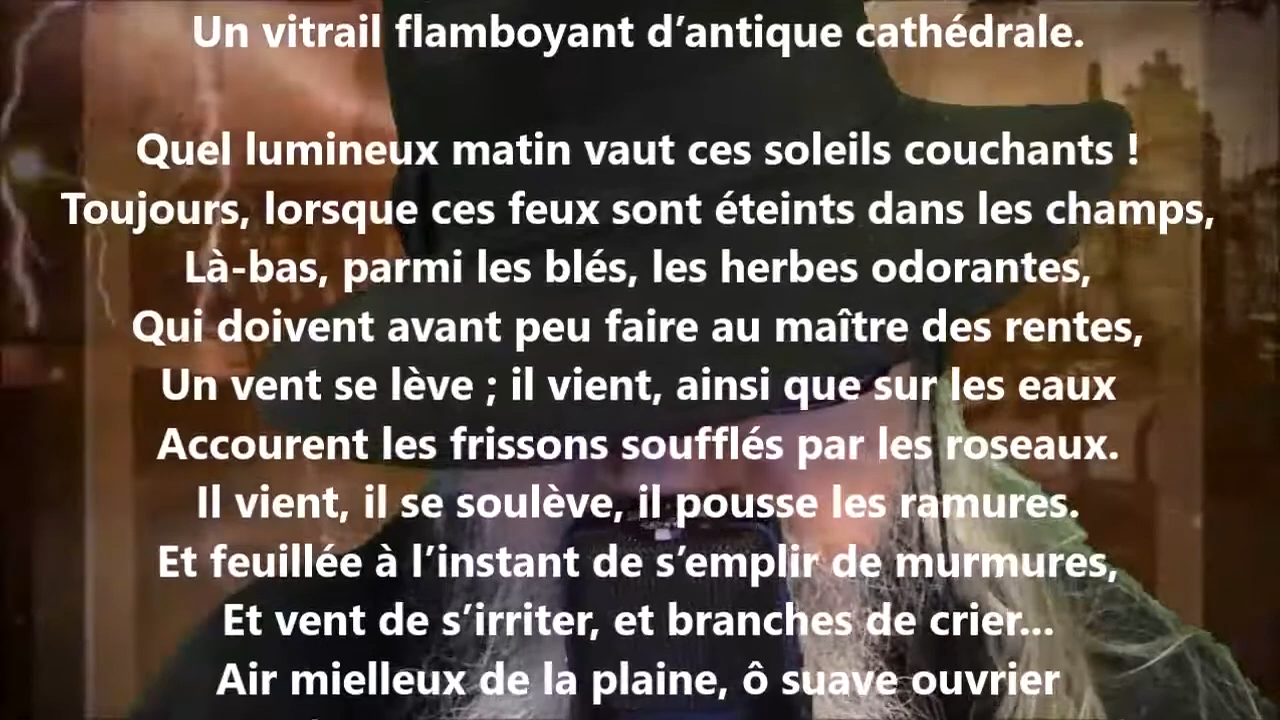 Un vitrail flamboyant d’antique cathédrale.
Quel lumineux matin vaut ces soleils couchants !
Toujours, lorsque ces feux sont éteints dans les champs,
Là-bas, parmi les blés, les herbes odorantes,
Qui doivent avant peu faire au maître des rentes,
Un vent se lève ; il vient, ainsi que sur les eaux
Accourent les frissons soufflés par les roseaux.
Il vient, il se soulève, il pousse les ramures.
Et feuillée à l’instant de s’emplir de murmures,
Et vent de s’irriter, et branches de crier...
Air mielleux de la plaine, ô suave ouvrier